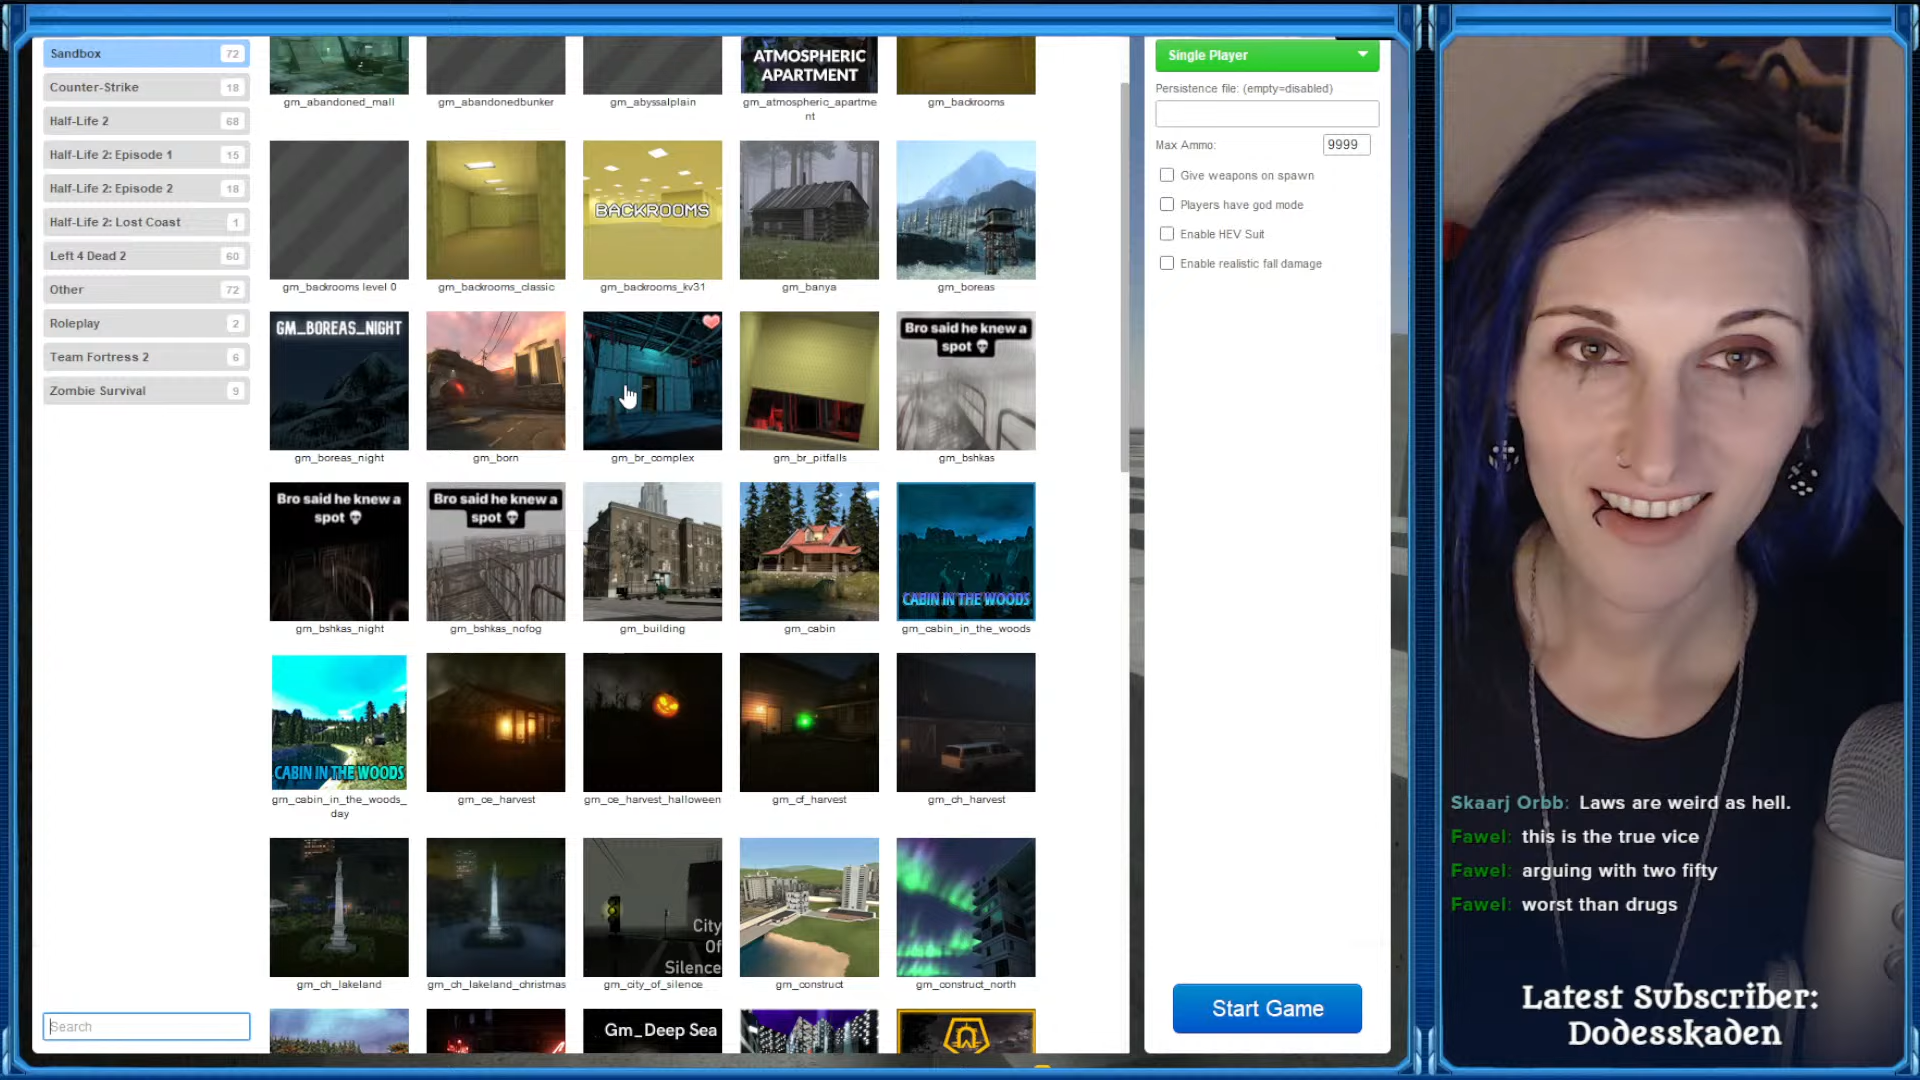 Sandbox 72
Counter-Strike 18
Half-Life 2 68
Half-Life 2: Episode 1 15
Half-Life 2: Episode 2 18
Half-Life 2: Lost Coast 1
Left 4 Dead 2 60
Other 72
Roleplay 2
Team Fortress 2 6
Zombie Survival 9
Search
ATMOSPHERIC
APARTMENT
gm_abandoned_mall
gm_abandonedbunker
gm_abyssalplain
gm_atmospheric_apartme
nt
gm_backrooms
BACKROOMS
gm_backrooms level 0
gm_backrooms_classic
gm_backrooms_kv31
gm_banya
gm_boreas
GM_BOREAS_NIGHT
Bro said he knew a
spot 💀
gm_boreas_night
gm_born
gm_br_complex
gm_br_pitfalls
gm_bshkas
Bro said he knew a
spot 💀
Bro said he knew a
spot 💀
CABIN IN THE WOODS
gm_bshkas_night
gm_bshkas_nofog
gm_building
gm_cabin
gm_cabin_in_the_woods
CABIN IN THE WOODS
gm_cabin_in_the_woods_
day
gm_ce_harvest
gm_ce_harvest_halloween
gm_cf_harvest
gm_ch_harvest
City
Of
Silence
gm_ch_lakeland
gm_ch_lakeland_christmas
gm_city_of_silence
gm_construct
gm_construct_north
Gm_Deep Sea
Single Player
Persistence file: (empty=disabled)
Max Ammo: 9999
Give weapons on spawn
Players have god mode
Enable HEV Suit
Enable realistic fall damage
Start Game
Skaarj Orbb: Laws are weird as hell.
Fawel: this is the true vice
Fawel: arguing with two fifty
Fawel: worst than drugs
Latest Subscriber:
Dodesskaden